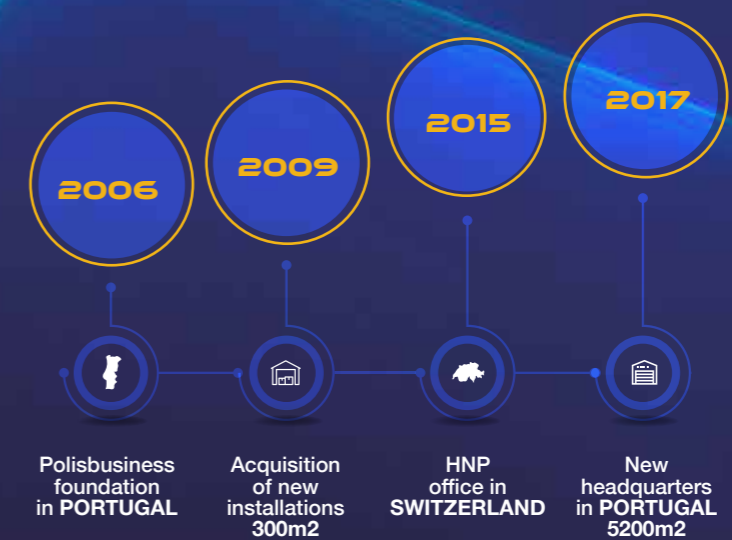 2006
2009
2015
2017
Polisbusiness
foundation
in PORTUGAL
Acquisition
of new
installations
300m2
HNP
office in
SWITZERLAND
New
headquarters
in PORTUGAL
5200m2